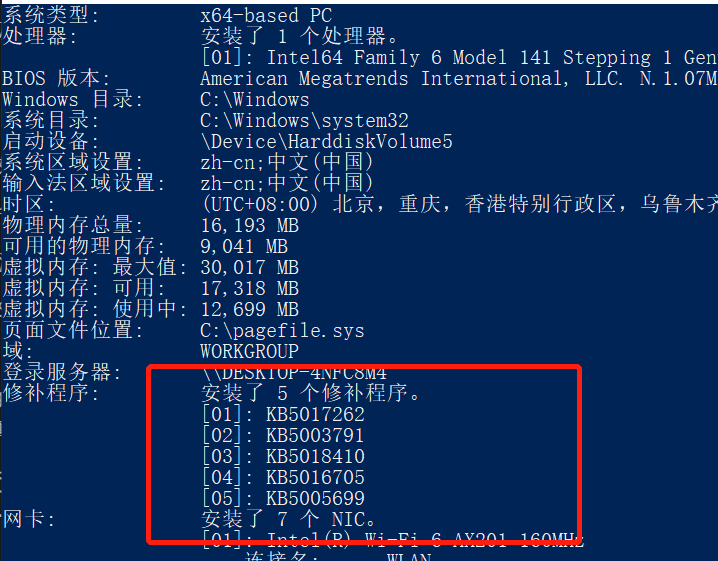 系统类型: x64-based PC
处理器: 安装了 1 个处理器。
[01]: Intel64 Family 6 Model 141 Stepping 1 Gen
BIOS 版本: American Megatrends International, LLC. N.1.07M
Windows 目录: C:\Windows
系统目录: C:\Windows\system32
启动设备: \Device\HarddiskVolume5
系统区域设置: zh-cn;中文(中国)
输入法区域设置: zh-cn;中文(中国)
时区: (UTC+08:00) 北京，重庆，香港特别行政区，乌鲁木齐
物理内存总量: 16,193 MB
可用的物理内存: 9,041 MB
虚拟内存: 最大值: 30,017 MB
虚拟内存: 可用: 17,318 MB
虚拟内存: 使用中: 12,699 MB
页面文件位置: C:\pagefile.sys
域: WORKGROUP
登录服务器: \\DESKTOP-4NFC8M4
修补程序: 安装了 5 个修补程序。
[01]: KB5017262
[02]: KB5003791
[03]: KB5018410
[04]: KB5016705
[05]: KB5005699
网卡: 安装了 7 个 NIC。
[01]: Intel(R) Wi-Fi 6 AX201 160MHz
连接名: WLAN